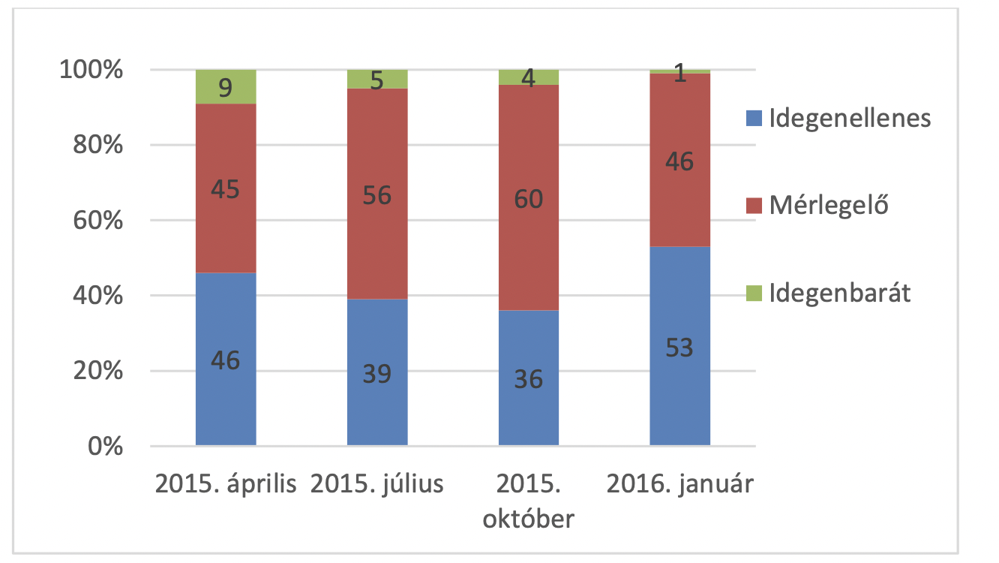 100%
80%
60%
40%
20%
0%
9
5
4
1
45
56
60
46
46
39
36
53
2015. április
2015. július
2015.
október
2016. január
Idegenellenes
Mérlegelő
Idegenbarát